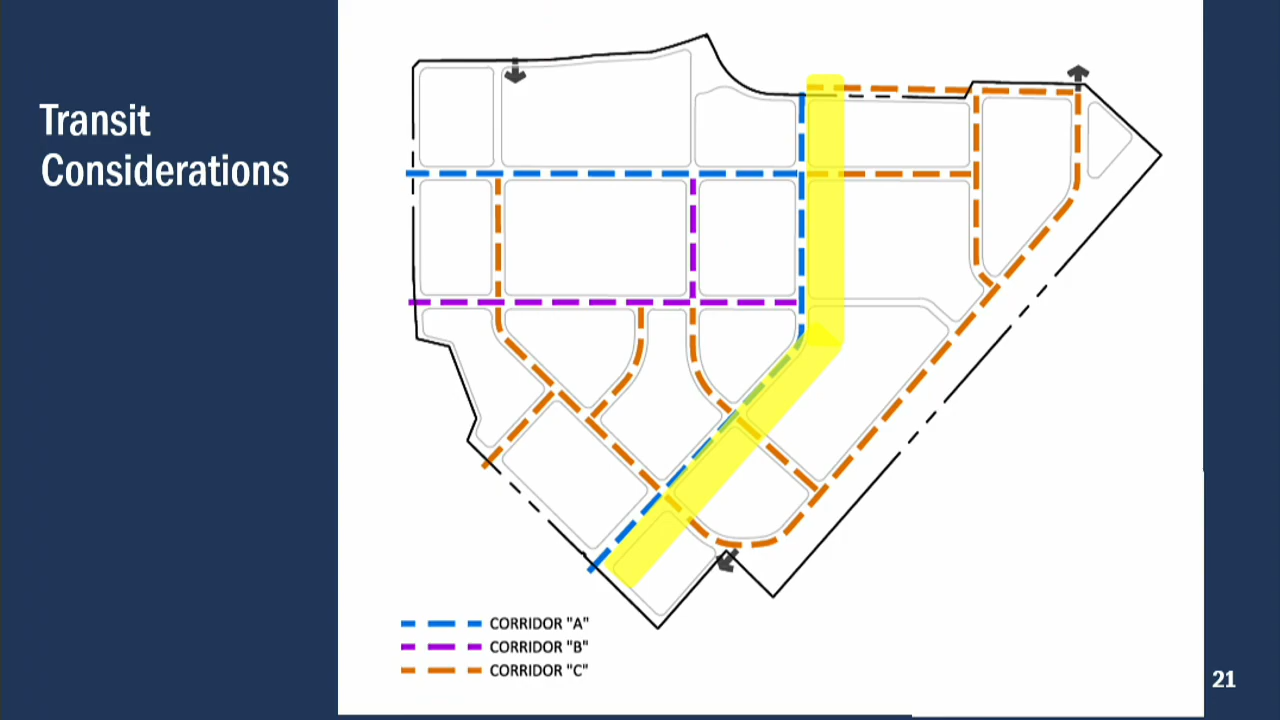 Transit
Considerations
CORRIDOR "A"
CORRIDOR "B"
CORRIDOR "C"
21